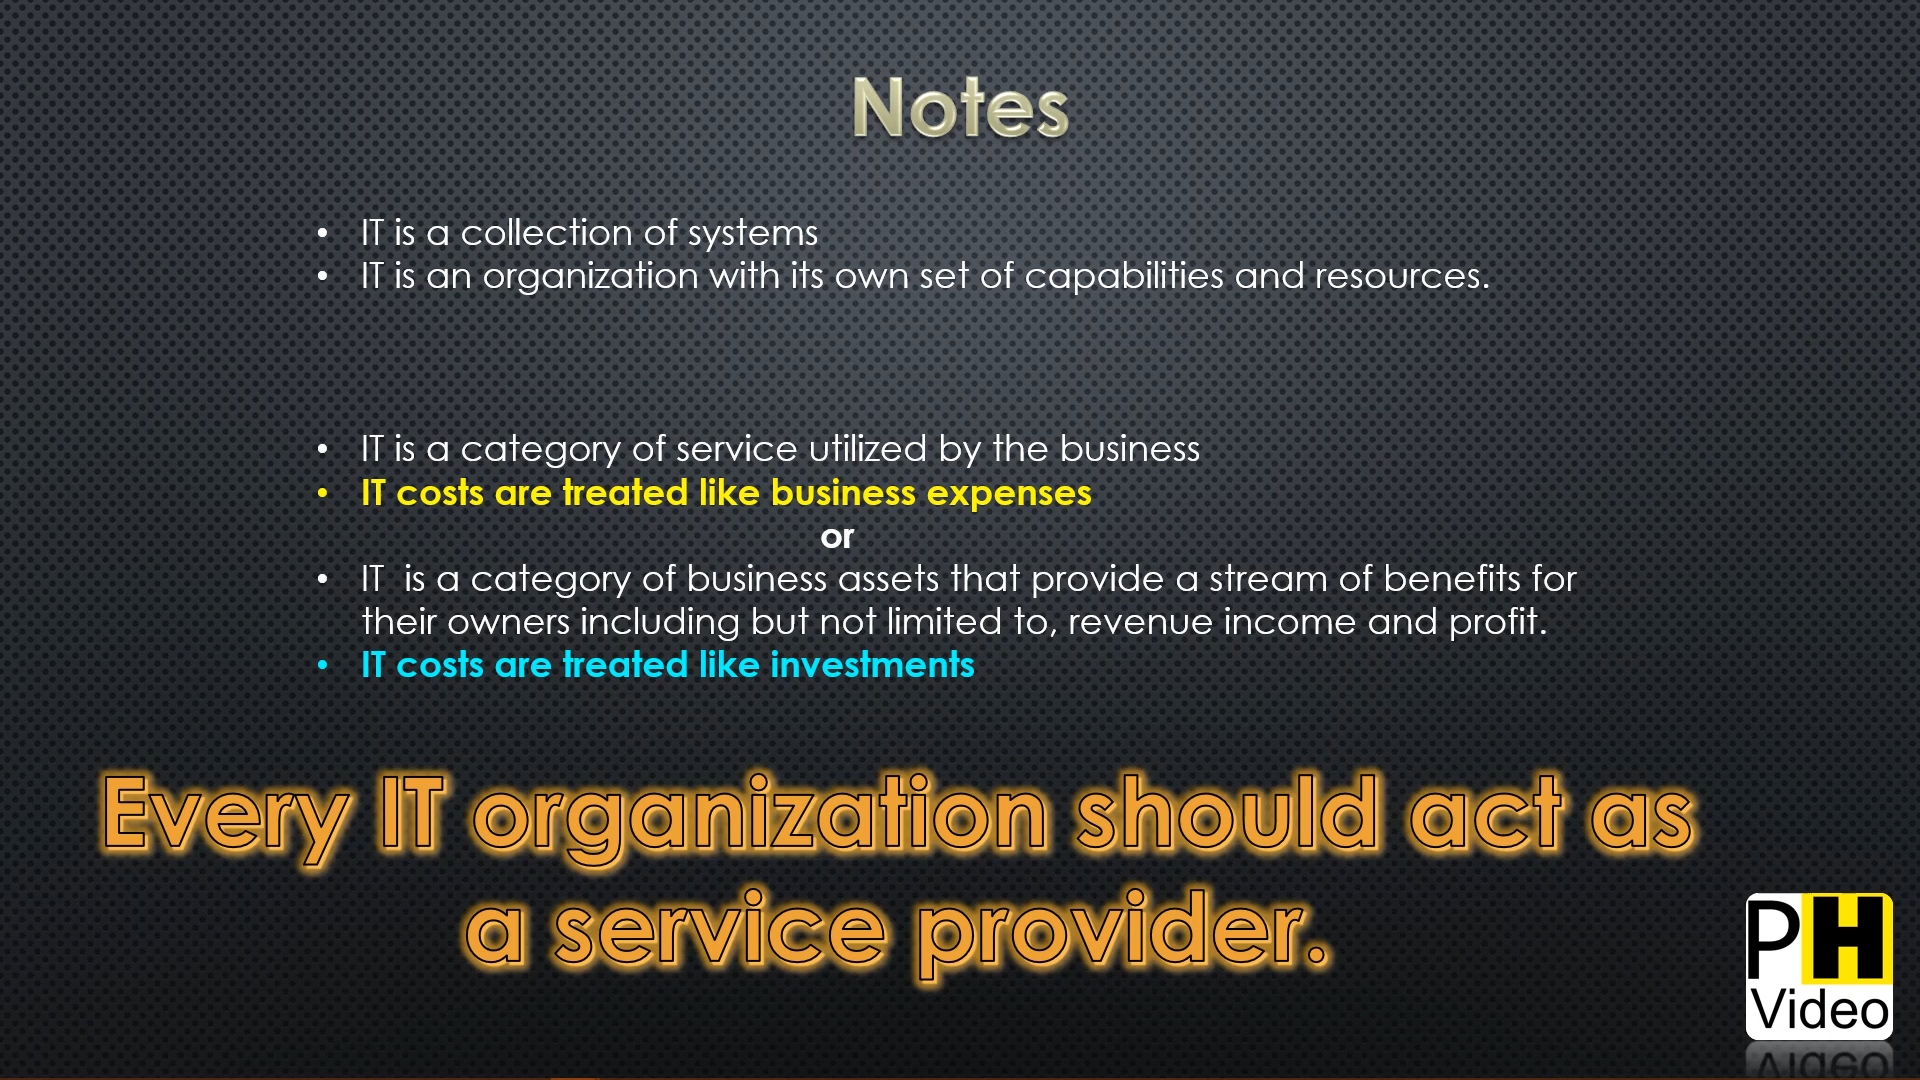 Notes
• IT is a collection of systems
• IT is an organization with its own set of capabilities and resources.
• IT is a category of service utilized by the business
• IT costs are treated like business expenses
or
• IT  is a category of business assets that provide a stream of benefits for
their owners including but not limited to, revenue income and profit.
• IT costs are treated like investments
Every IT organization should act as
a service provider.
PH
Video